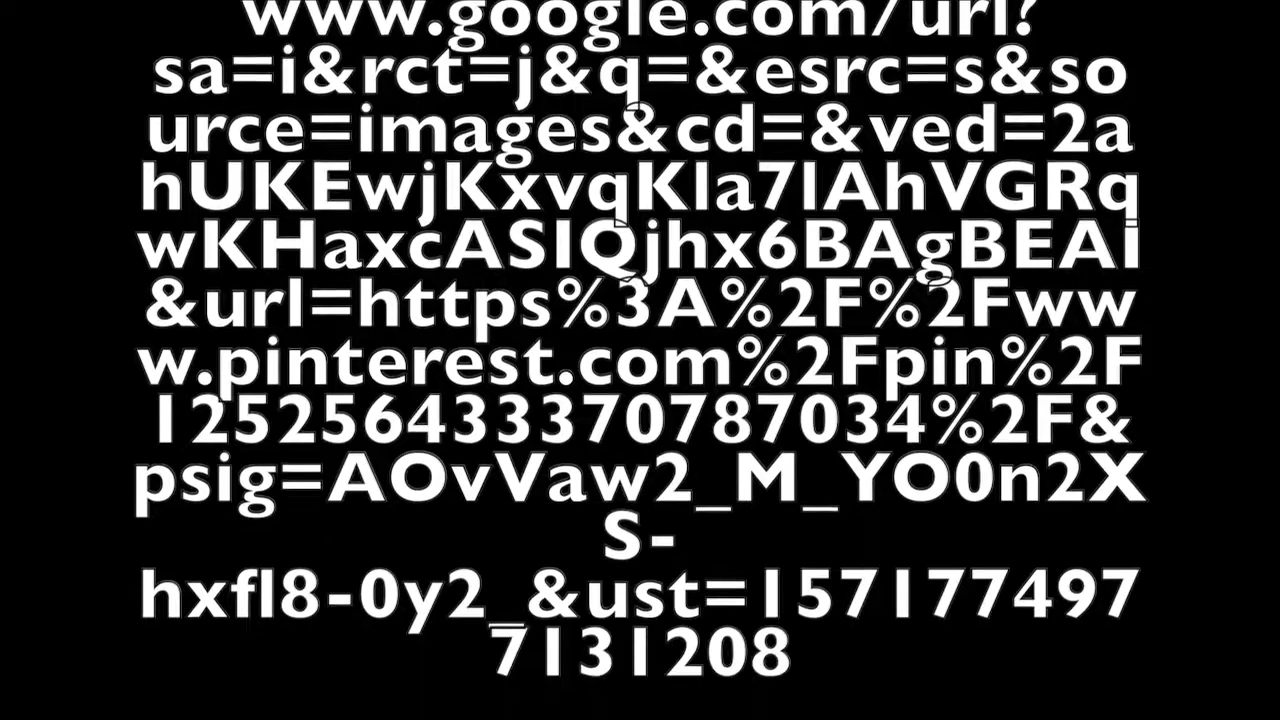 www.google.com/url?
sa=i&rct=j&q=&esrc=s&so
urce=images&cd=&ved=2a
hUKEwjKxvqKla7lAhVGRq
wKHaxcASIQjhx6BAgBEAI
&url=https%3A%2F%2Fww
w.pinterest.com%2Fpin%2F
125256433370787034%2F&
psig=AOvVaw2_M_YO0n2X
S-
hxfl8-0y2_&ust=157177497
7131208